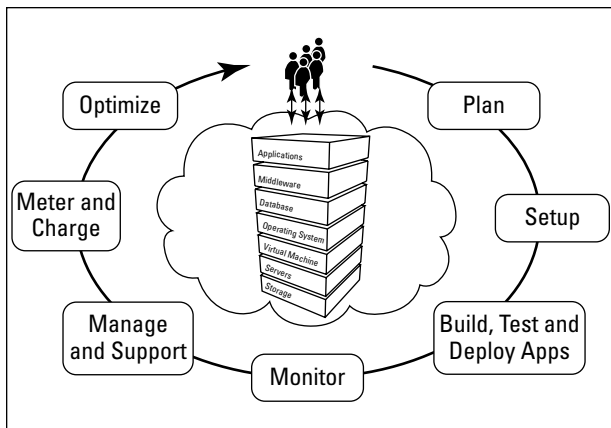 Optimize
Plan
Applications
Middleware
Database
Operating System
Virtual Machine
Servers
Storage
Meter and
Charge
Setup
Manage
and Support
Build, Test and
Deploy Apps
Monitor